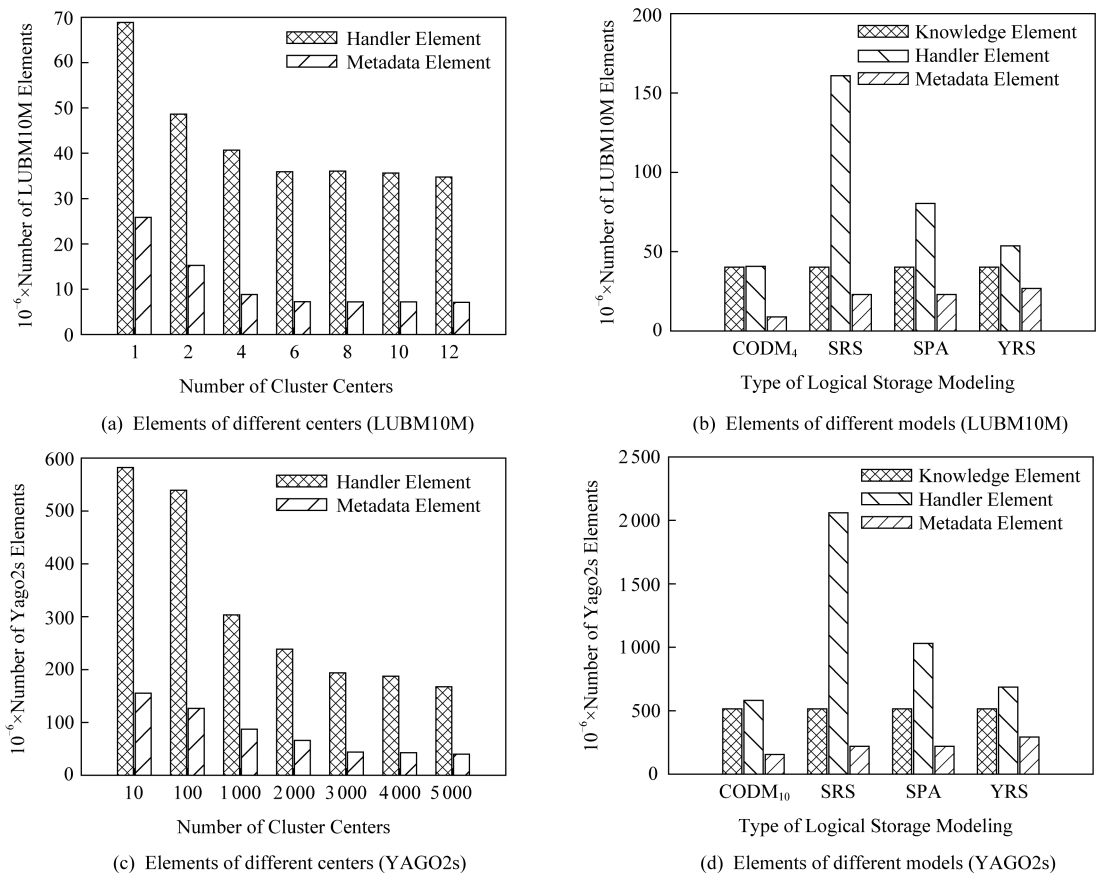 70
60
50
40
30
20
10
0
10⁻⁶×Number of LUBM10M Elements
Handler Element
Metadata Element
1 2 4 6 8 10 12
Number of Cluster Centers
(a) Elements of different centers (LUBM10M)
200
150
100
50
0
10⁻⁶×Number of LUBM10M Elements
Knowledge Element
Handler Element
Metadata Element
CODM₄ SRS SPA YRS
Type of Logical Storage Modeling
(b) Elements of different models (LUBM10M)
600
500
400
300
200
100
0
10⁻⁶×Number of Yago2s Elements
Handler Element
Metadata Element
10 100 1 000 2 000 3 000 4 000 5 000
Number of Cluster Centers
(c) Elements of different centers (YAGO2s)
2 500
2 000
1 500
1 000
500
0
10⁻⁶×Number of Yago2s Elements
Knowledge Element
Handler Element
Metadata Element
CODM₁₀ SRS SPA YRS
Type of Logical Storage Modeling
(d) Elements of different models (YAGO2s)